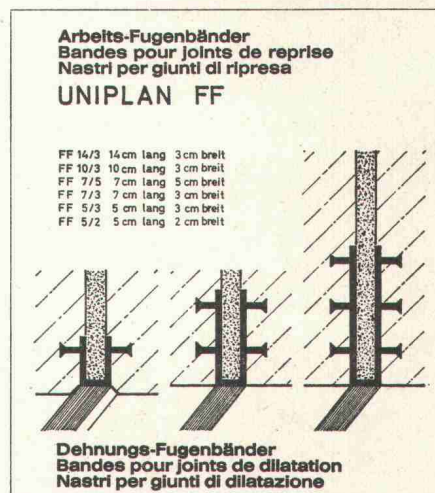 Arbeits-Fugenbänder
Bandes pour joints de reprise
Nastri per giunti di ripresa
UNIPLAN FF
FF 14/3 14 cm lang 3 cm breit
FF 10/3 10 cm lang 3 cm breit
FF 7/5 7 cm lang 5 cm breit
FF 7/3 7 cm lang 3 cm breit
FF 5/3 5 cm lang 3 cm breit
FF 5/2 5 cm lang 2 cm breit
Dehnungs-Fugenbänder
Bandes pour joints de dilatation
Nastri per giunti di dilatazione